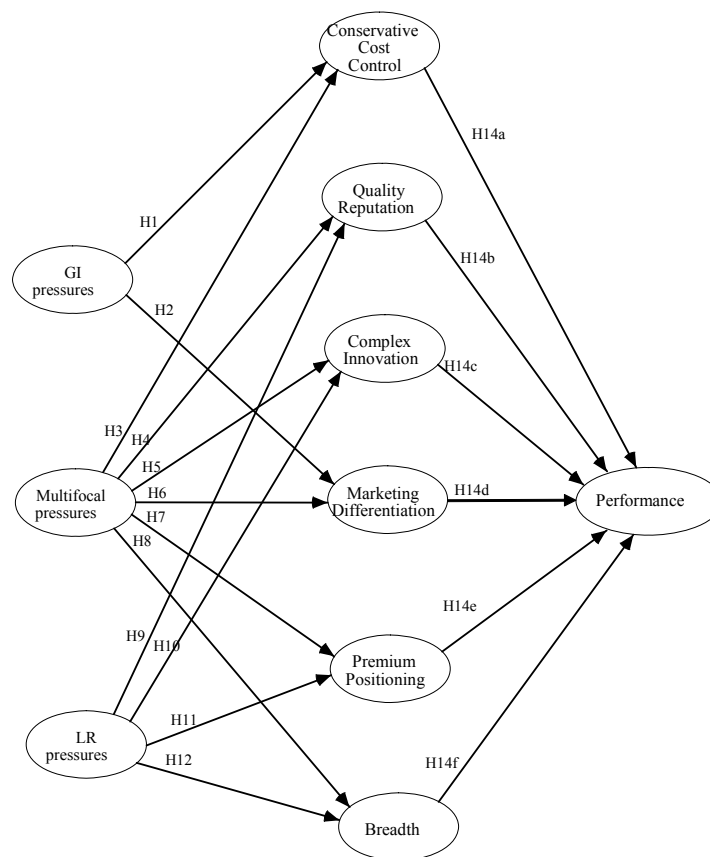 Conservative
Cost
Control
H14a
Quality
Reputation
H1
H14b
GI
pressures
H2
Complex
Innovation
H14c
H3
H4
H5
Multifocal
pressures
H6
Marketing
Differentiation
H14d
Performance
H7
H8
H9
H10
H14e
Premium
Positioning
LR
pressures
H11
H12
H14f
Breadth